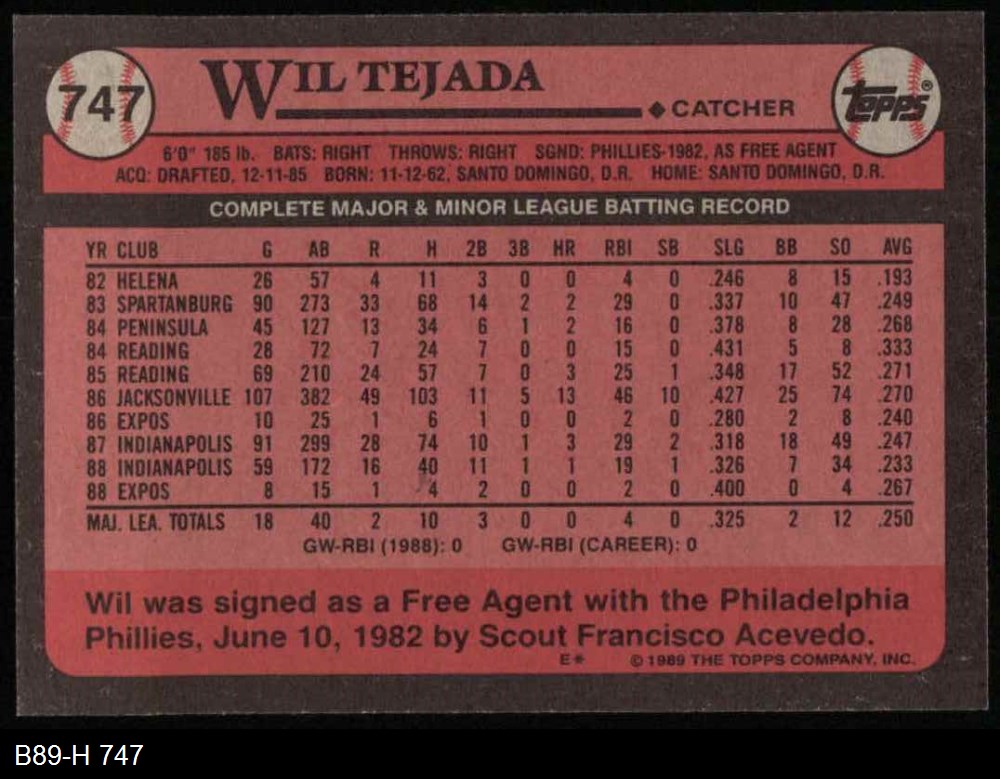 747
WIL TEJADA
◆ CATCHER
TOPPS®
6'0" 185 lb. BATS: RIGHT THROWS: RIGHT SGND: PHILLIES-1982, AS FREE AGENT
ACQ: DRAFTED, 12-11-85 BORN: 11-12-62, SANTO DOMINGO, D.R. HOME: SANTO DOMINGO, D.R.
COMPLETE MAJOR & MINOR LEAGUE BATTING RECORD
YR CLUB G AB R H 2B 3B HR RBI SB SLG BB SO AVG
82 HELENA 26 57 4 11 3 0 0 4 0 .246 8 15 .193
83 SPARTANBURG 90 273 33 68 14 2 2 29 0 .337 10 47 .249
84 PENINSULA 45 127 13 34 6 1 2 16 0 .378 8 28 .268
84 READING 28 72 7 24 7 0 0 15 0 .431 5 8 .333
85 READING 69 210 24 57 7 0 3 25 1 .348 17 52 .271
86 JACKSONVILLE 107 382 49 103 11 5 13 46 10 .427 25 74 .270
86 EXPOS 10 25 1 6 1 0 0 2 0 .280 2 8 .240
87 INDIANAPOLIS 91 299 28 74 10 1 3 29 2 .318 18 49 .247
88 INDIANAPOLIS 59 172 16 40 11 1 1 19 1 .326 7 34 .233
88 EXPOS 8 15 1 4 2 0 0 2 0 .400 0 4 .267
MAJ. LEA. TOTALS 18 40 2 10 3 0 0 4 0 .325 2 12 .250
GW-RBI (1988): 0 GW-RBI (CAREER): 0
Wil was signed as a Free Agent with the Philadelphia
Phillies, June 10, 1982 by Scout Francisco Acevedo.
E* © 1989 THE TOPPS COMPANY, INC.
B89-H 747